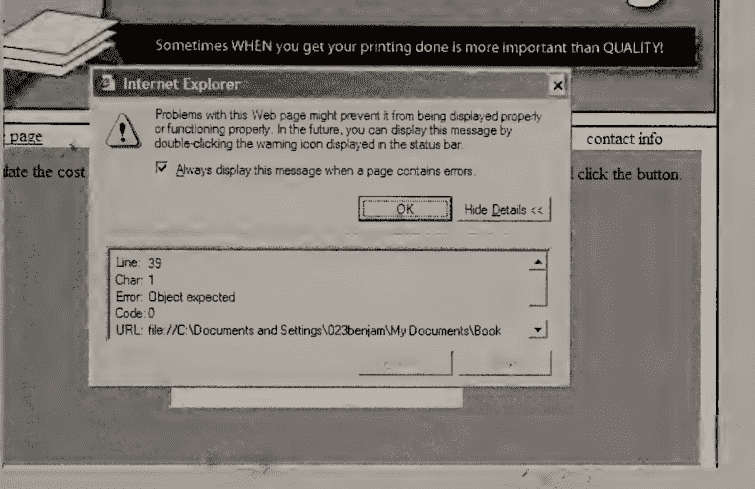 Sometimes WHEN you get your printing done is more important than QUALITY!
Internet Explorer
Problems with this Web page might prevent it from being displayed properly
or functioning properly. In the future, you can display this message by
double-clicking the warning icon displayed in the status bar.
Always display this message when a page contains errors.
OK Hide Details <<
Line: 39
Char: 1
Error: Object expected
Code: 0
URL: file://C:\Documents and Settings\023benjam\My Documents\Book
page
contact info
the cost
click the button.